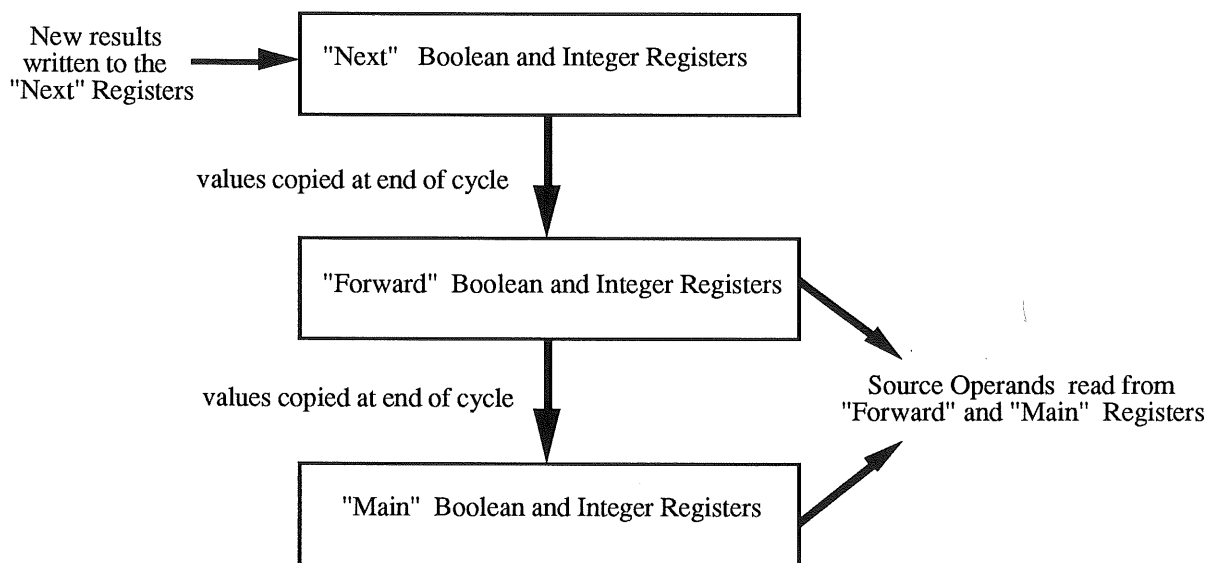 New results
written to the
"Next" Registers
"Next" Boolean and Integer Registers
values copied at end of cycle
"Forward" Boolean and Integer Registers
values copied at end of cycle
Source Operands read from
"Forward" and "Main" Registers
"Main" Boolean and Integer Registers